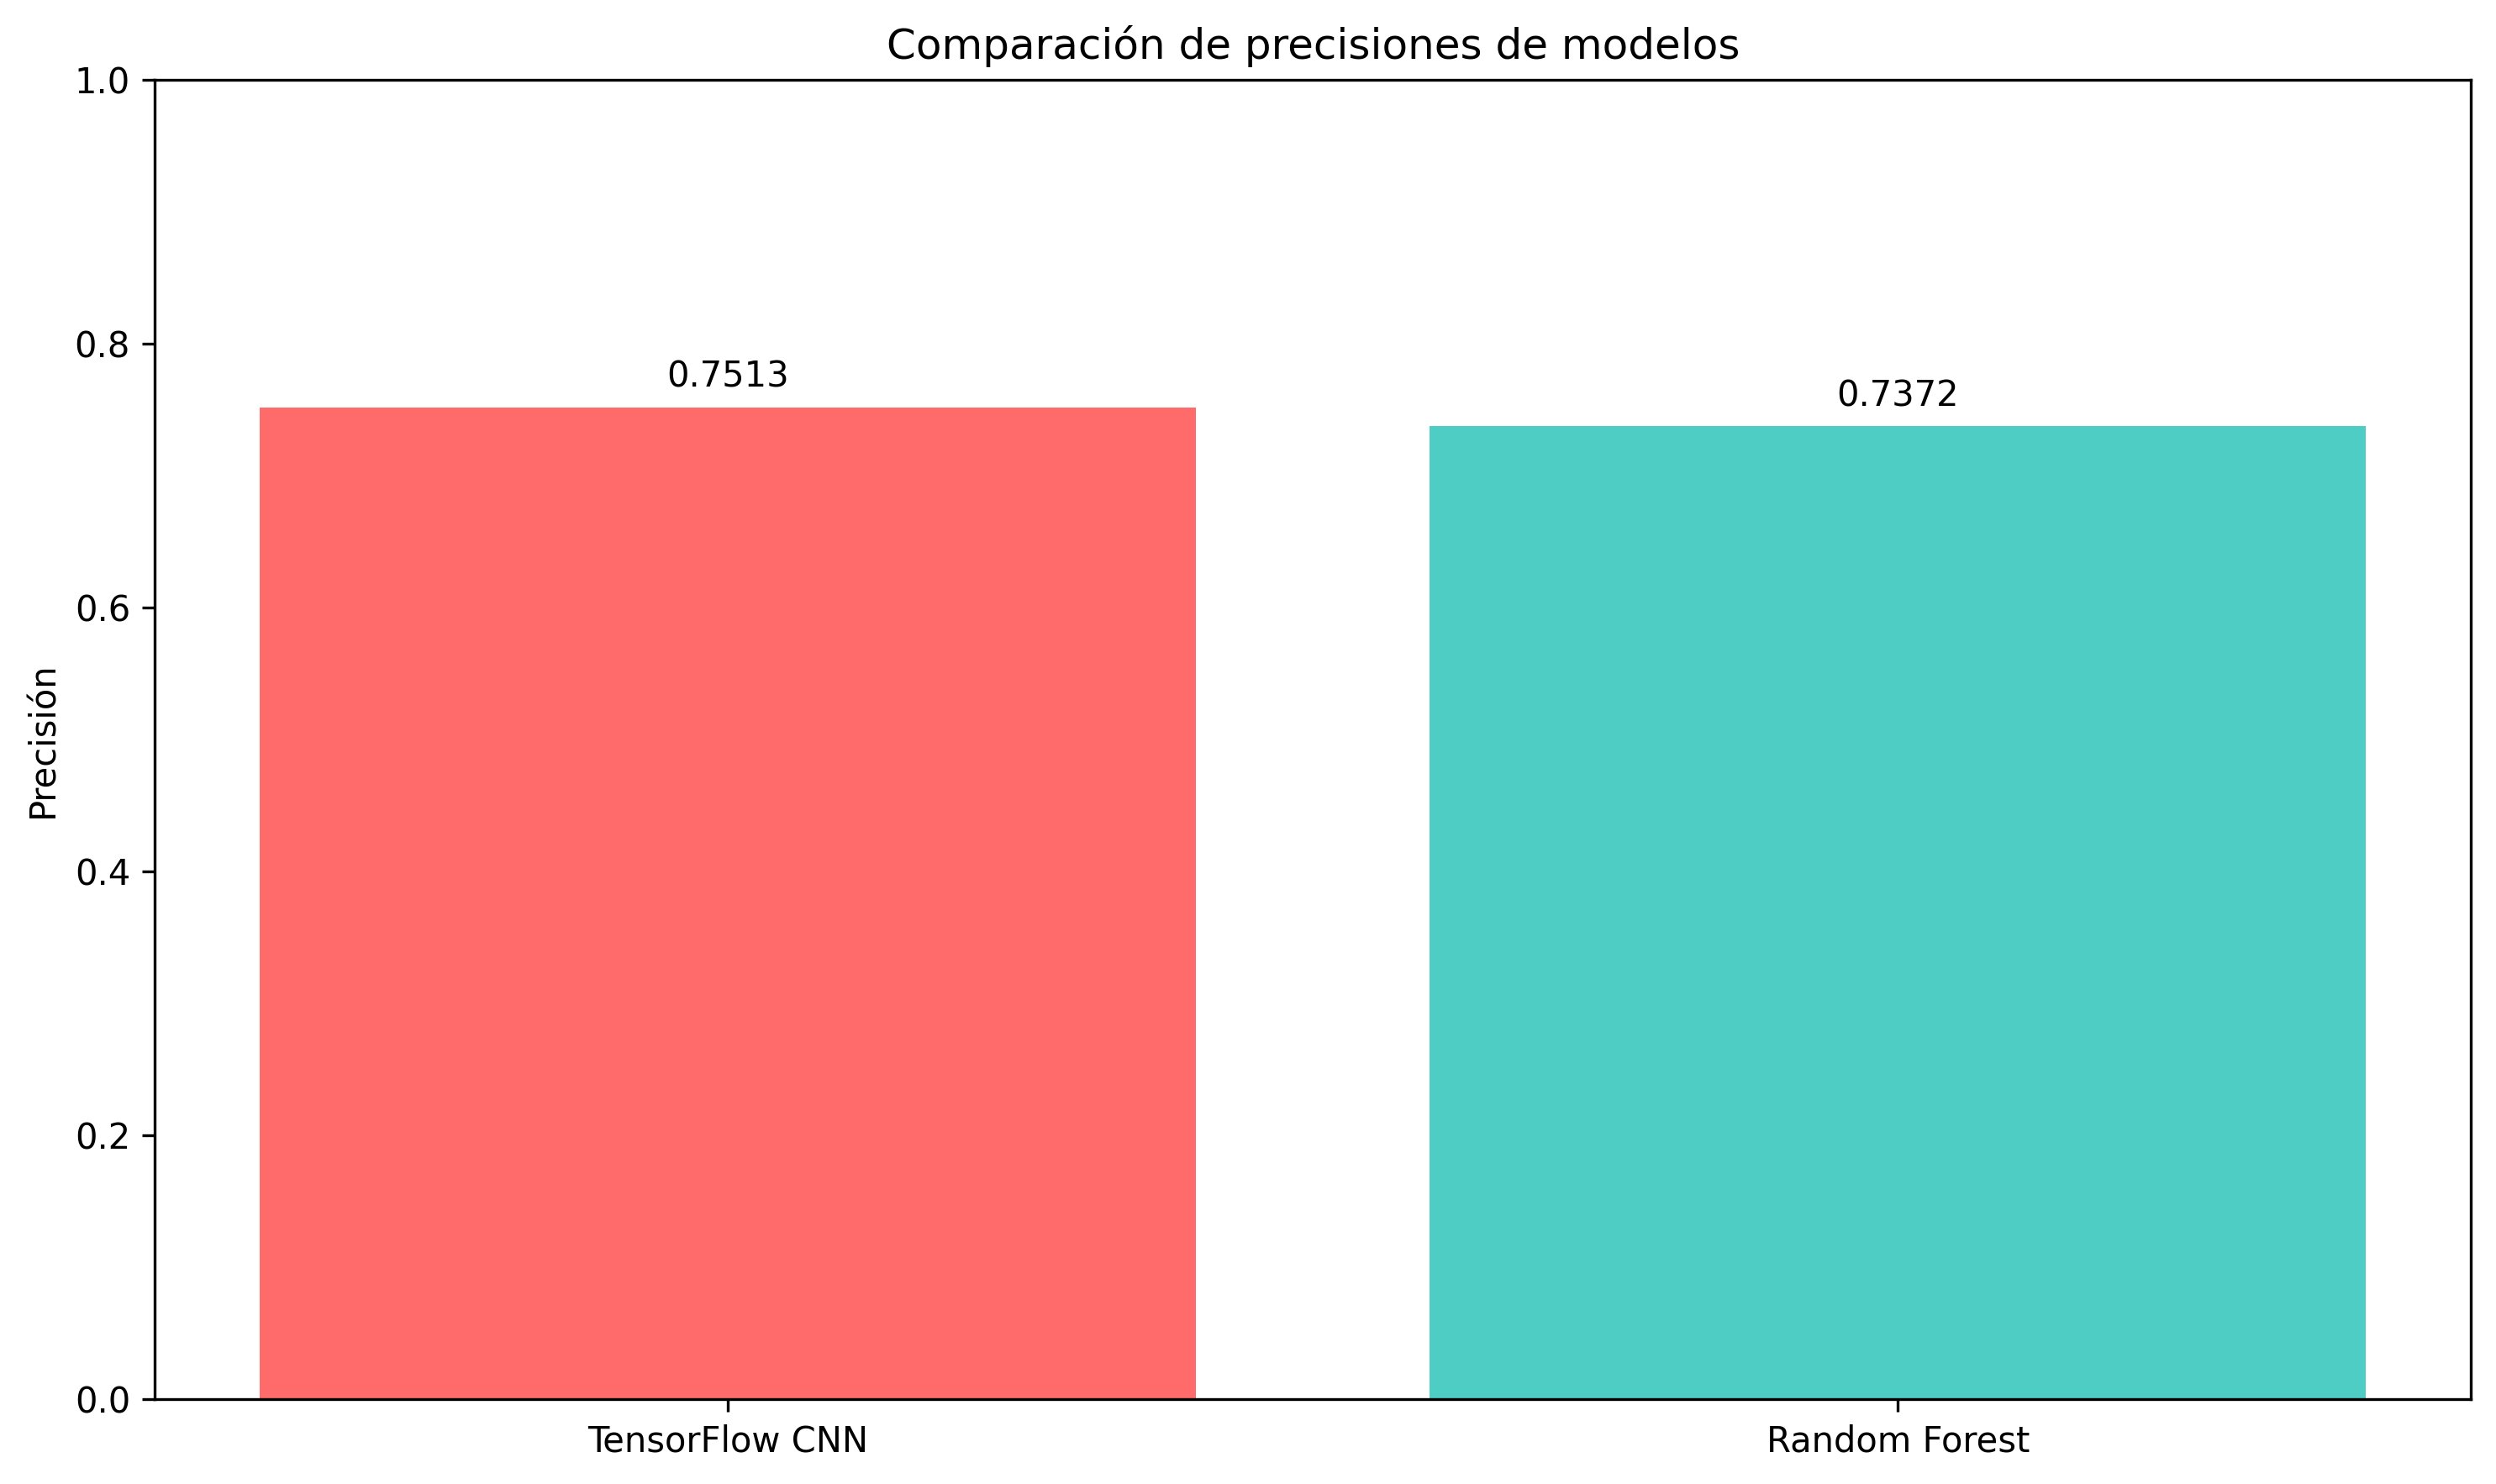 Comparación de precisiones de modelos
Precisión
1.0
0.8
0.6
0.4
0.2
0.0
0.7513
0.7372
TensorFlow CNN
Random Forest